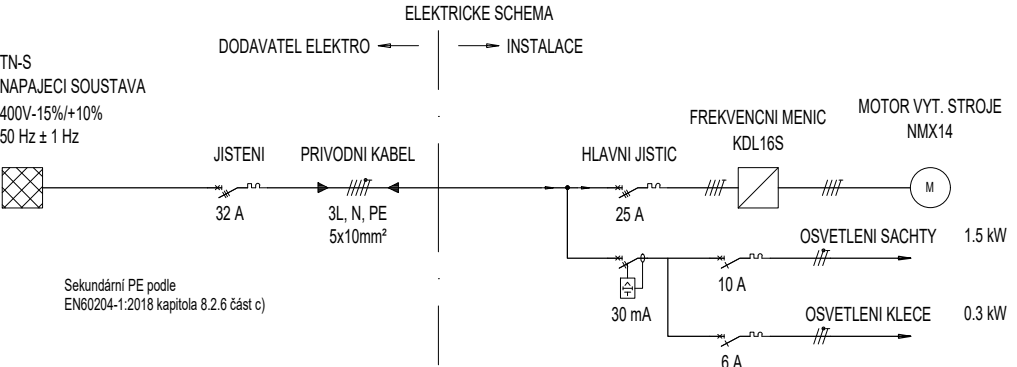 ELEKTRICKE SCHEMA
DODAVATEL ELEKTRO
INSTALACE
TN-S
NAPAJECI SOUSTAVA
400V-15%/+10%
50 Hz ± 1 Hz
JISTENI
32 A
PRIVODNI KABEL
3L, N, PE
5x10mm²
HLAVNI JISTIC
25 A
FREKVENCNI MENIC
KDL16S
MOTOR VYT. STROJE
NMX14
M
30 mA
10 A
OSVETLENI SACHTY
1.5 kW
6 A
OSVETLENI KLECE
0.3 kW
Sekundární PE podle
EN60204-1:2018 kapitola 8.2.6 část c)